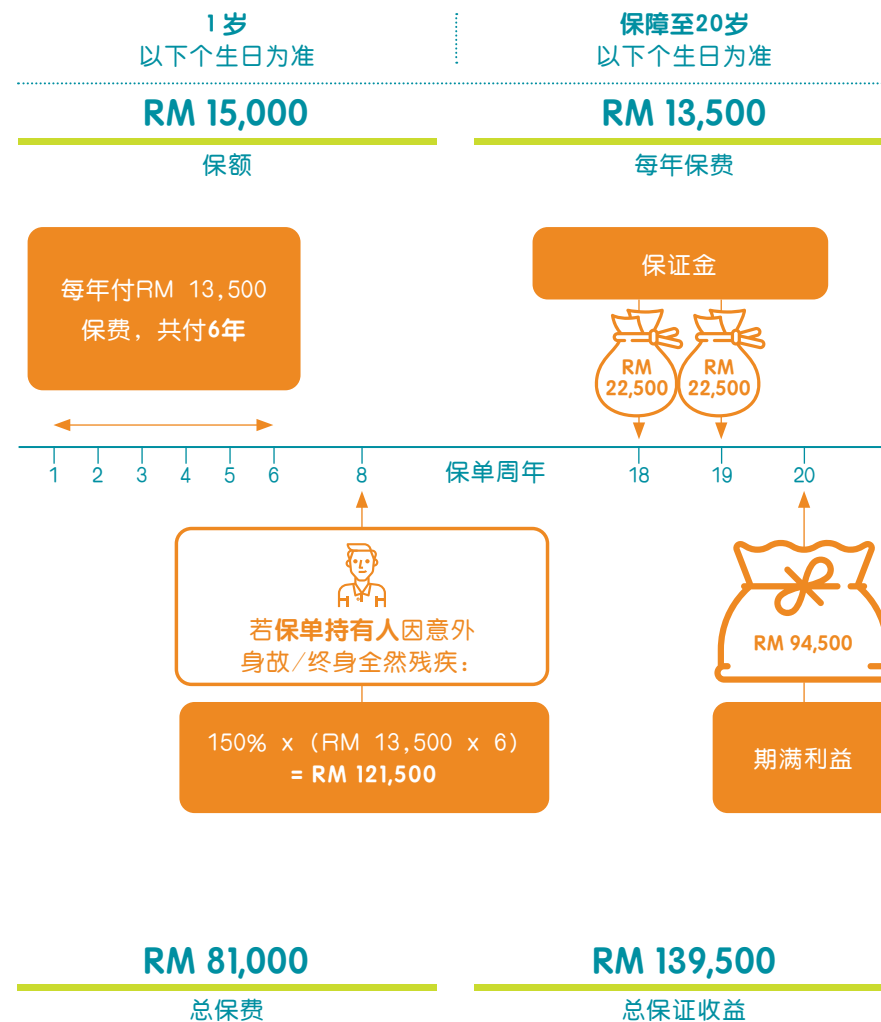 1 岁
以下个生日为准
保障至20岁
以下个生日为准
RM 15,000
保额
RM 13,500
每年保费
每年付RM 13,500
保费，共付6年
保证金
RM
22,500
RM
22,500
1 2 3 4 5 6 8 保单周年 18 19 20
若保单持有人因意外
身故/终身全然残疾：
150% x (RM 13,500 x 6)
= RM 121,500
RM 94,500
期满利益
RM 81,000
总保费
RM 139,500
总保证收益